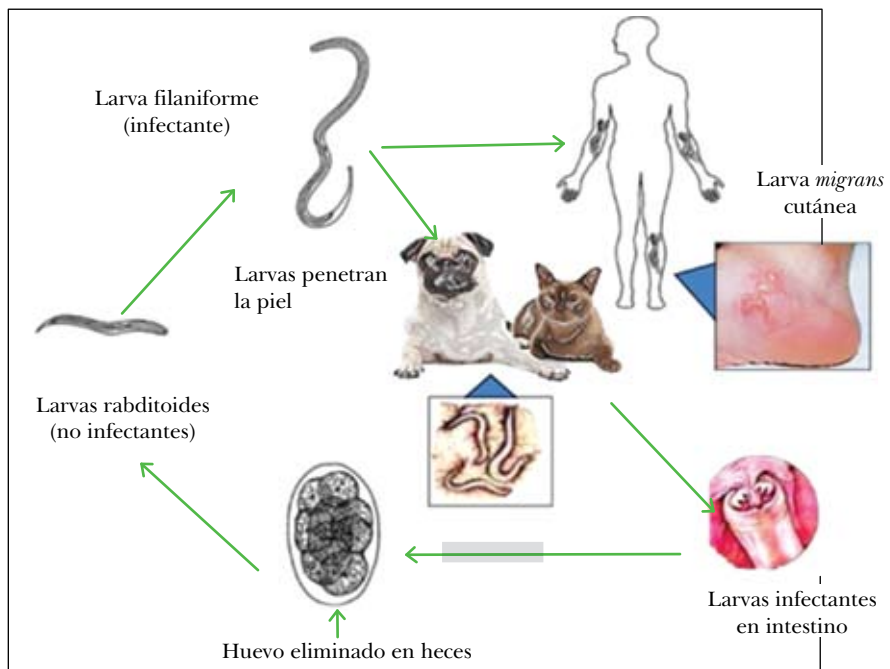 Larva filaniforme
(infectante)
Larva migrans
cutánea
Larvas penetran
la piel
Larvas rabditoides
(no infectantes)
Larvas infectantes
en intestino
Huevo eliminado en heces